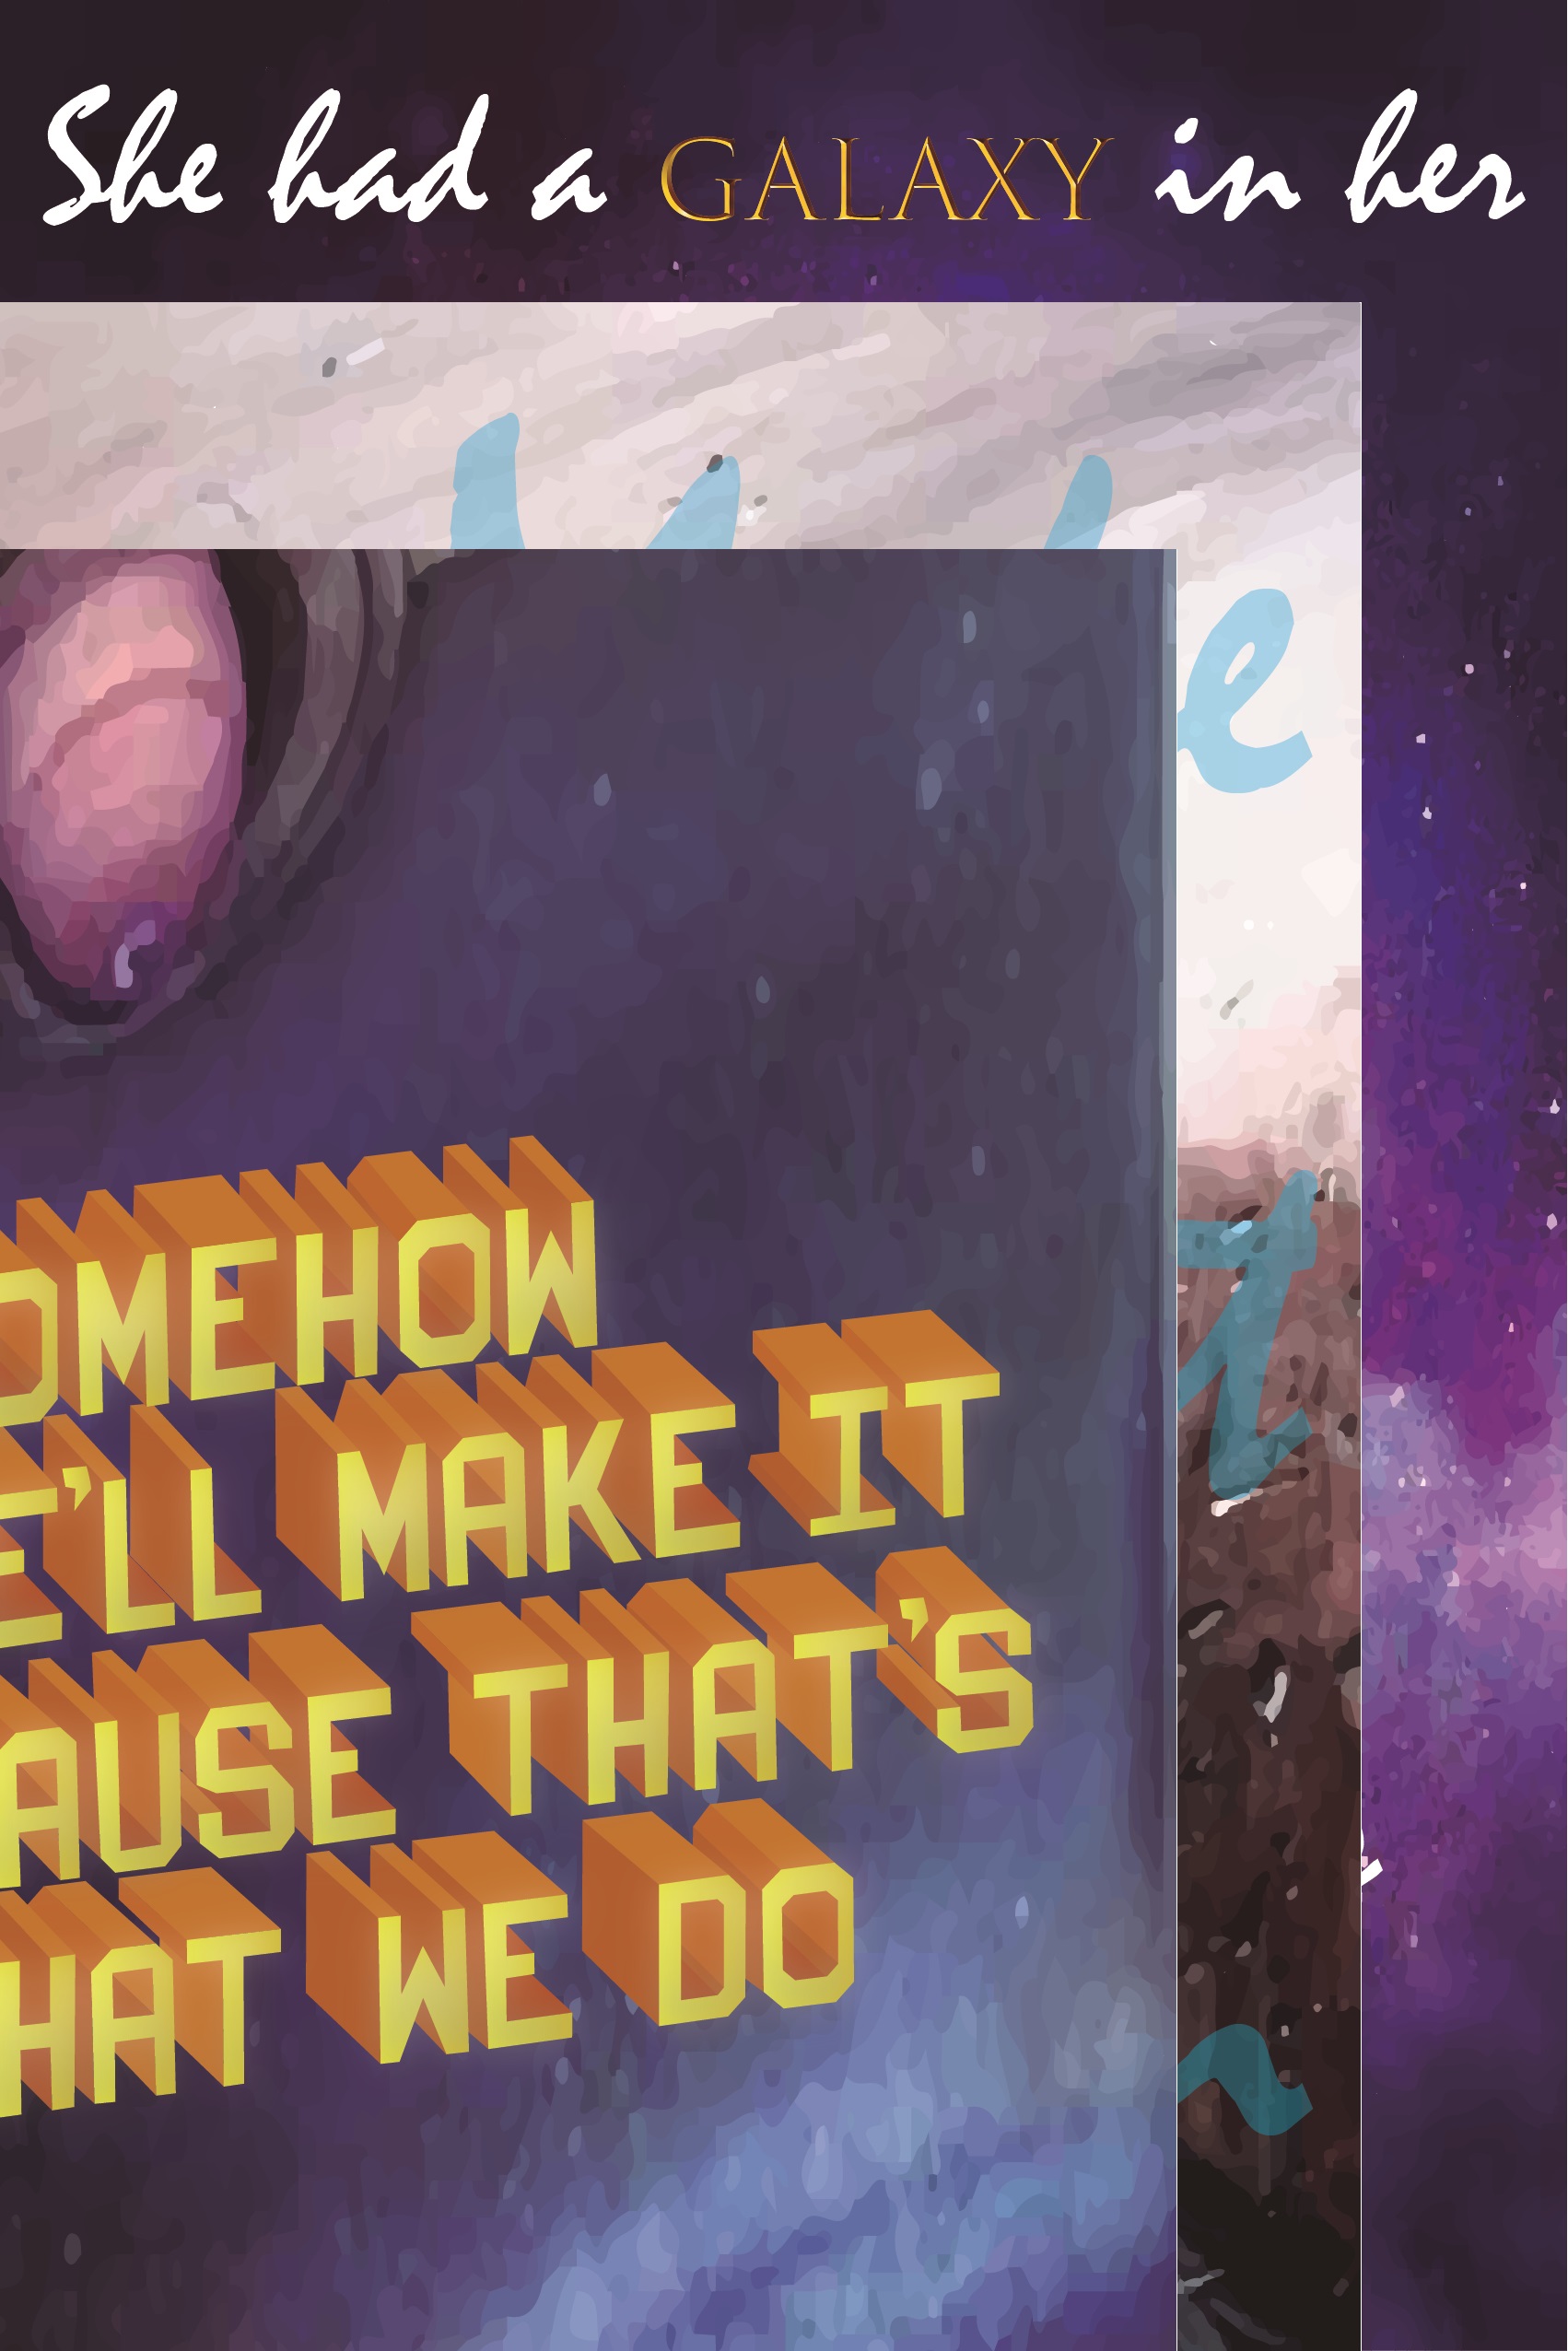 She had a GALAXY in her
e
OMEHOW
E'LL MAKE IT
t
AUSE THAT'S
HAT WE DO